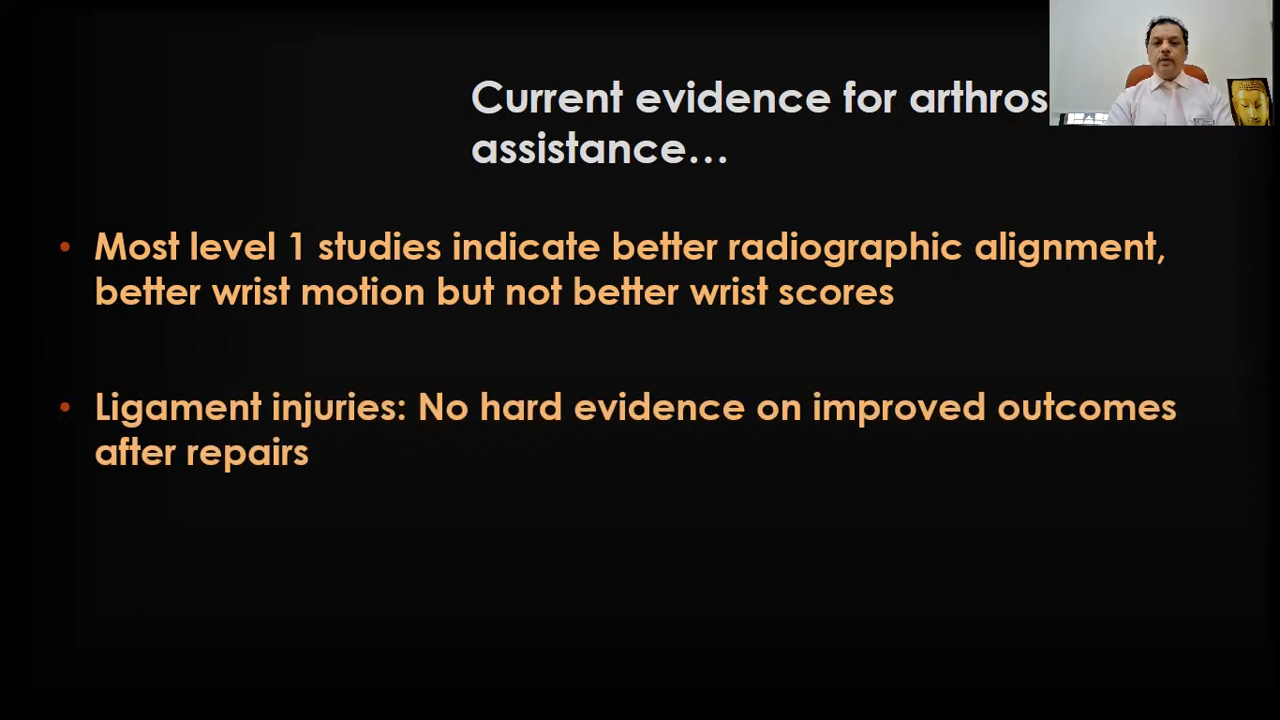 Current evidence for arthros
assistance...
• Most level 1 studies indicate better radiographic alignment,
better wrist motion but not better wrist scores
• Ligament injuries: No hard evidence on improved outcomes
after repairs